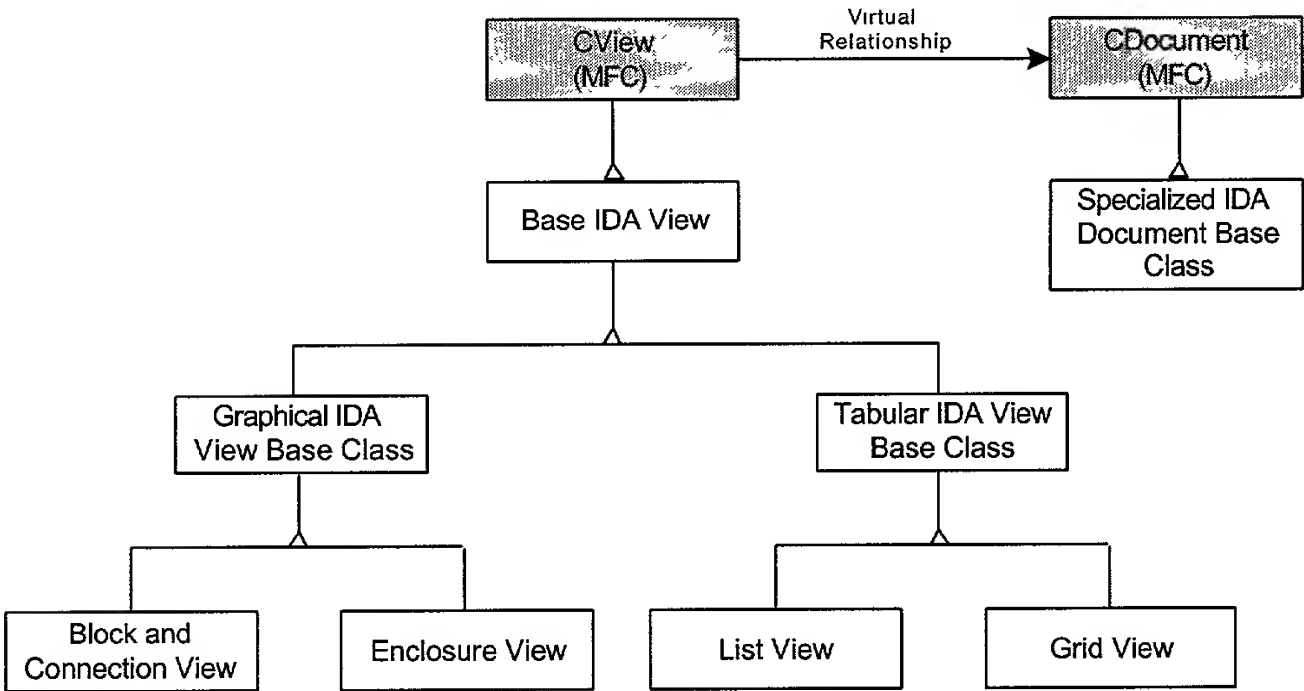 CView
(MFC)
Virtual
Relationship
CDocument
(MFC)
Base IDA View
Specialized IDA
Document Base
Class
Graphical IDA
View Base Class
Tabular IDA View
Base Class
Block and
Connection View
Enclosure View
List View
Grid View